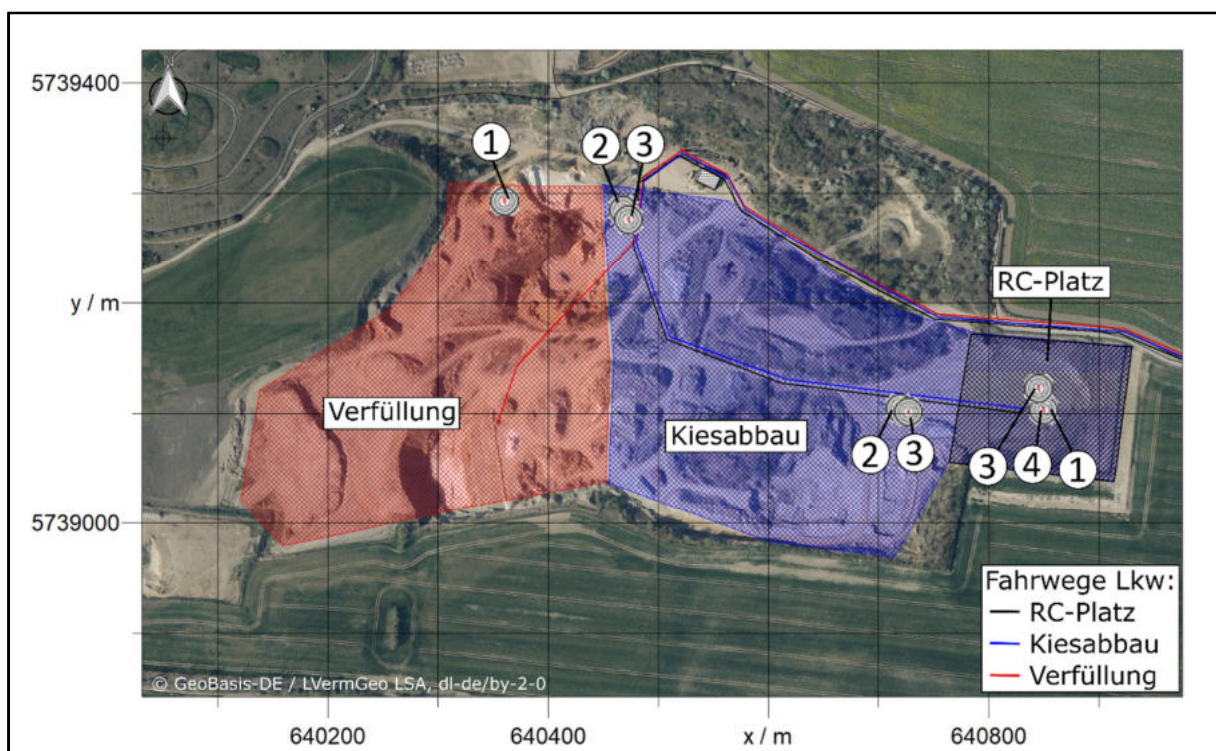 5739400
1
2
3
RC-Platz
y / m
Verfüllung
Kiesabbau
2
3
3
4
1
5739000
Fahrwege Lkw:
RC-Platz
Kiesabbau
Verfüllung
© GeoBasis-DE / LVermGeo LSA, dl-de/by-2-0
640200
640400
x / m
640800